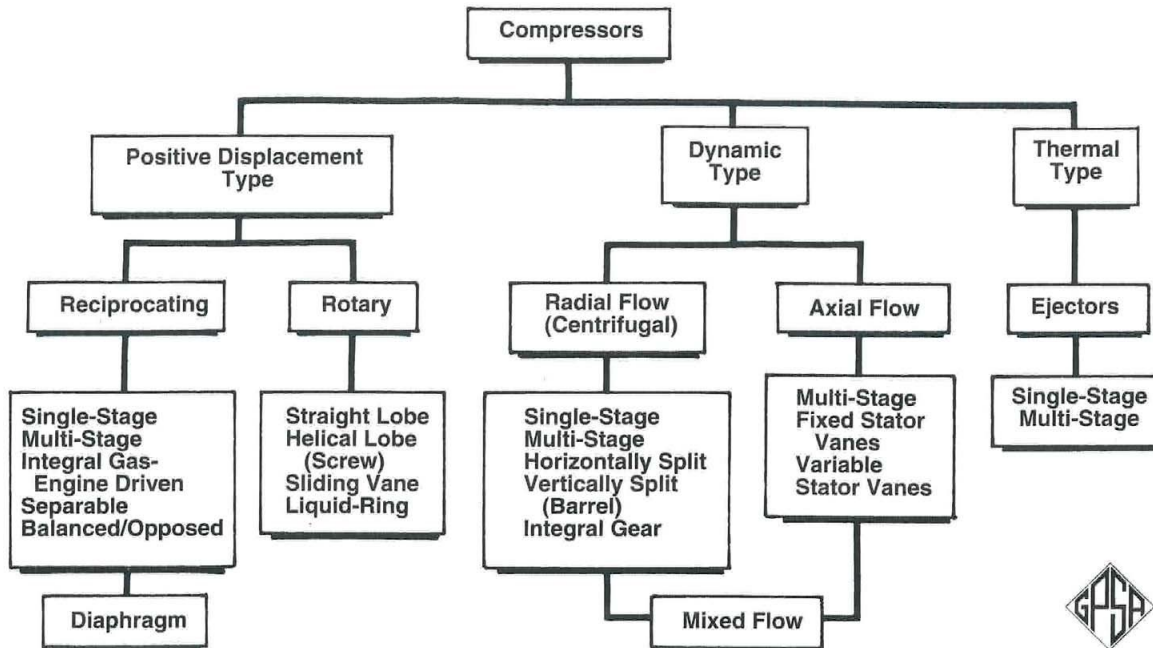 Compressors
Positive Displacement
Type
Dynamic
Type
Thermal
Type
Reciprocating
Rotary
Radial Flow
(Centrifugal)
Axial Flow
Ejectors
Single-Stage
Multi-Stage
Integral Gas-
Engine Driven
Separable
Balanced/Opposed
Straight Lobe
Helical Lobe
(Screw)
Sliding Vane
Liquid-Ring
Single-Stage
Multi-Stage
Horizontally Split
Vertically Split
(Barrel)
Integral Gear
Multi-Stage
Fixed Stator
Vanes
Variable
Stator Vanes
Single-Stage
Multi-Stage
Diaphragm
Mixed Flow
GPSA